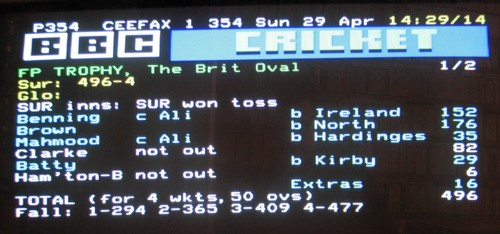 P354 CEEFAX 1 354 Sun 29 Apr 14:29/14
BBC CRICKET
FP TROPHY, The Brit Oval 1/2
Sur: 496-4
Glo:
SUR inns: SUR won toss
Benning c Ali b Ireland 152
Brown b North 176
Mahmood c Ali b Hardinges 35
Clarke not out 82
Batty b Kirby 29
Ham'ton-B not out 6
Extras 16
TOTAL (for 4 wkts,50 ovs) 496
Fall: 1-294 2-365 3-409 4-477